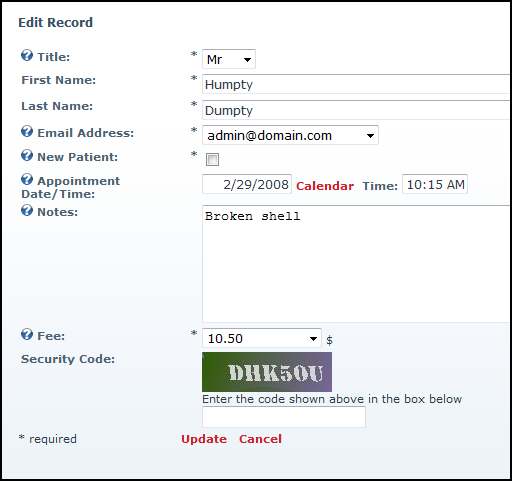 Edit Record
Title: * Mr
First Name: * Humpty
Last Name: Dumpty
Email Address: * admin@domain.com
New Patient: *
Appointment Date/Time: 2/29/2008 Calendar Time: 10:15 AM
Notes: Broken shell
Fee: * 10.50 $
Security Code: DHK50U
Enter the code shown above in the box below
* required Update Cancel